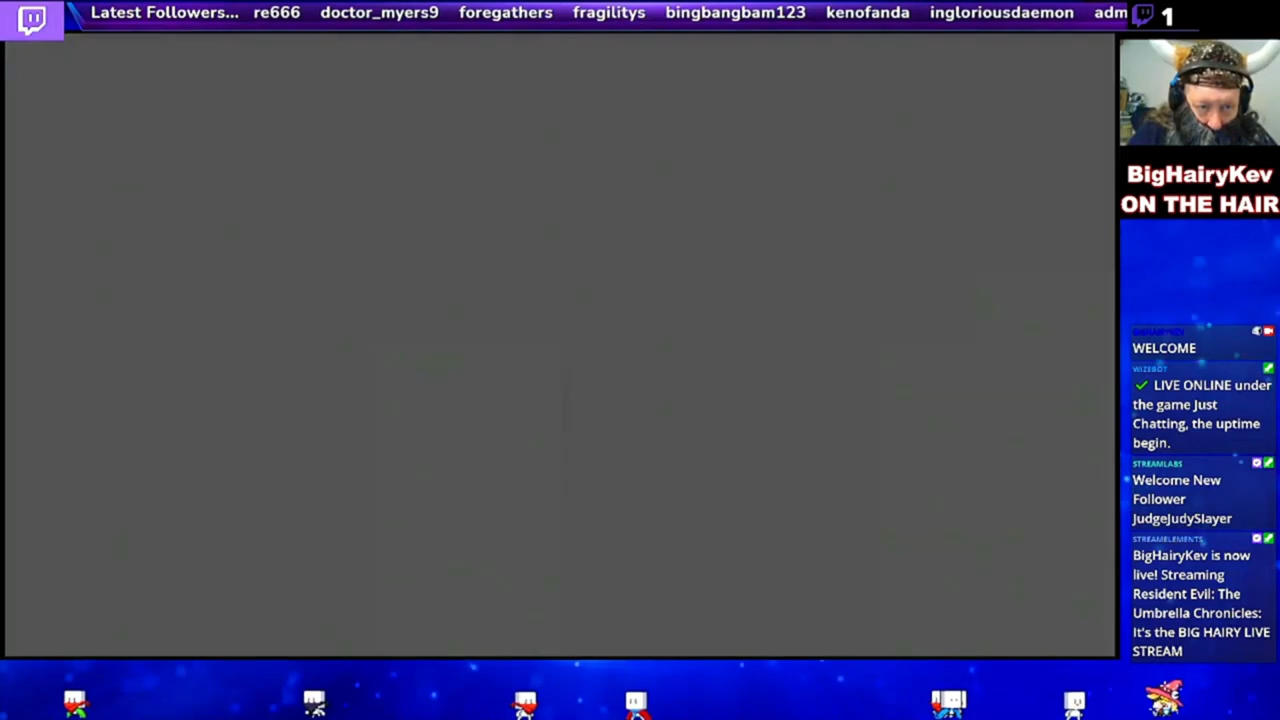 Latest Followers... re666 doctor_myers9 foregathers fragilitys bingbangbam123 kenofanda ingloriousdaemon adm 1
BigHairyKev
ON THE HAIR
WELCOME
WIZEBOT
LIVE ONLINE under
the game Just
Chatting, the uptime
begin.
STREAMLABS
Welcome New
Follower
JudgeJudySlayer
STREAMELEMENTS
BigHairyKev is now
live! Streaming
Resident Evil: The
Umbrella Chronicles:
It's the BIG HAIRY LIVE
STREAM